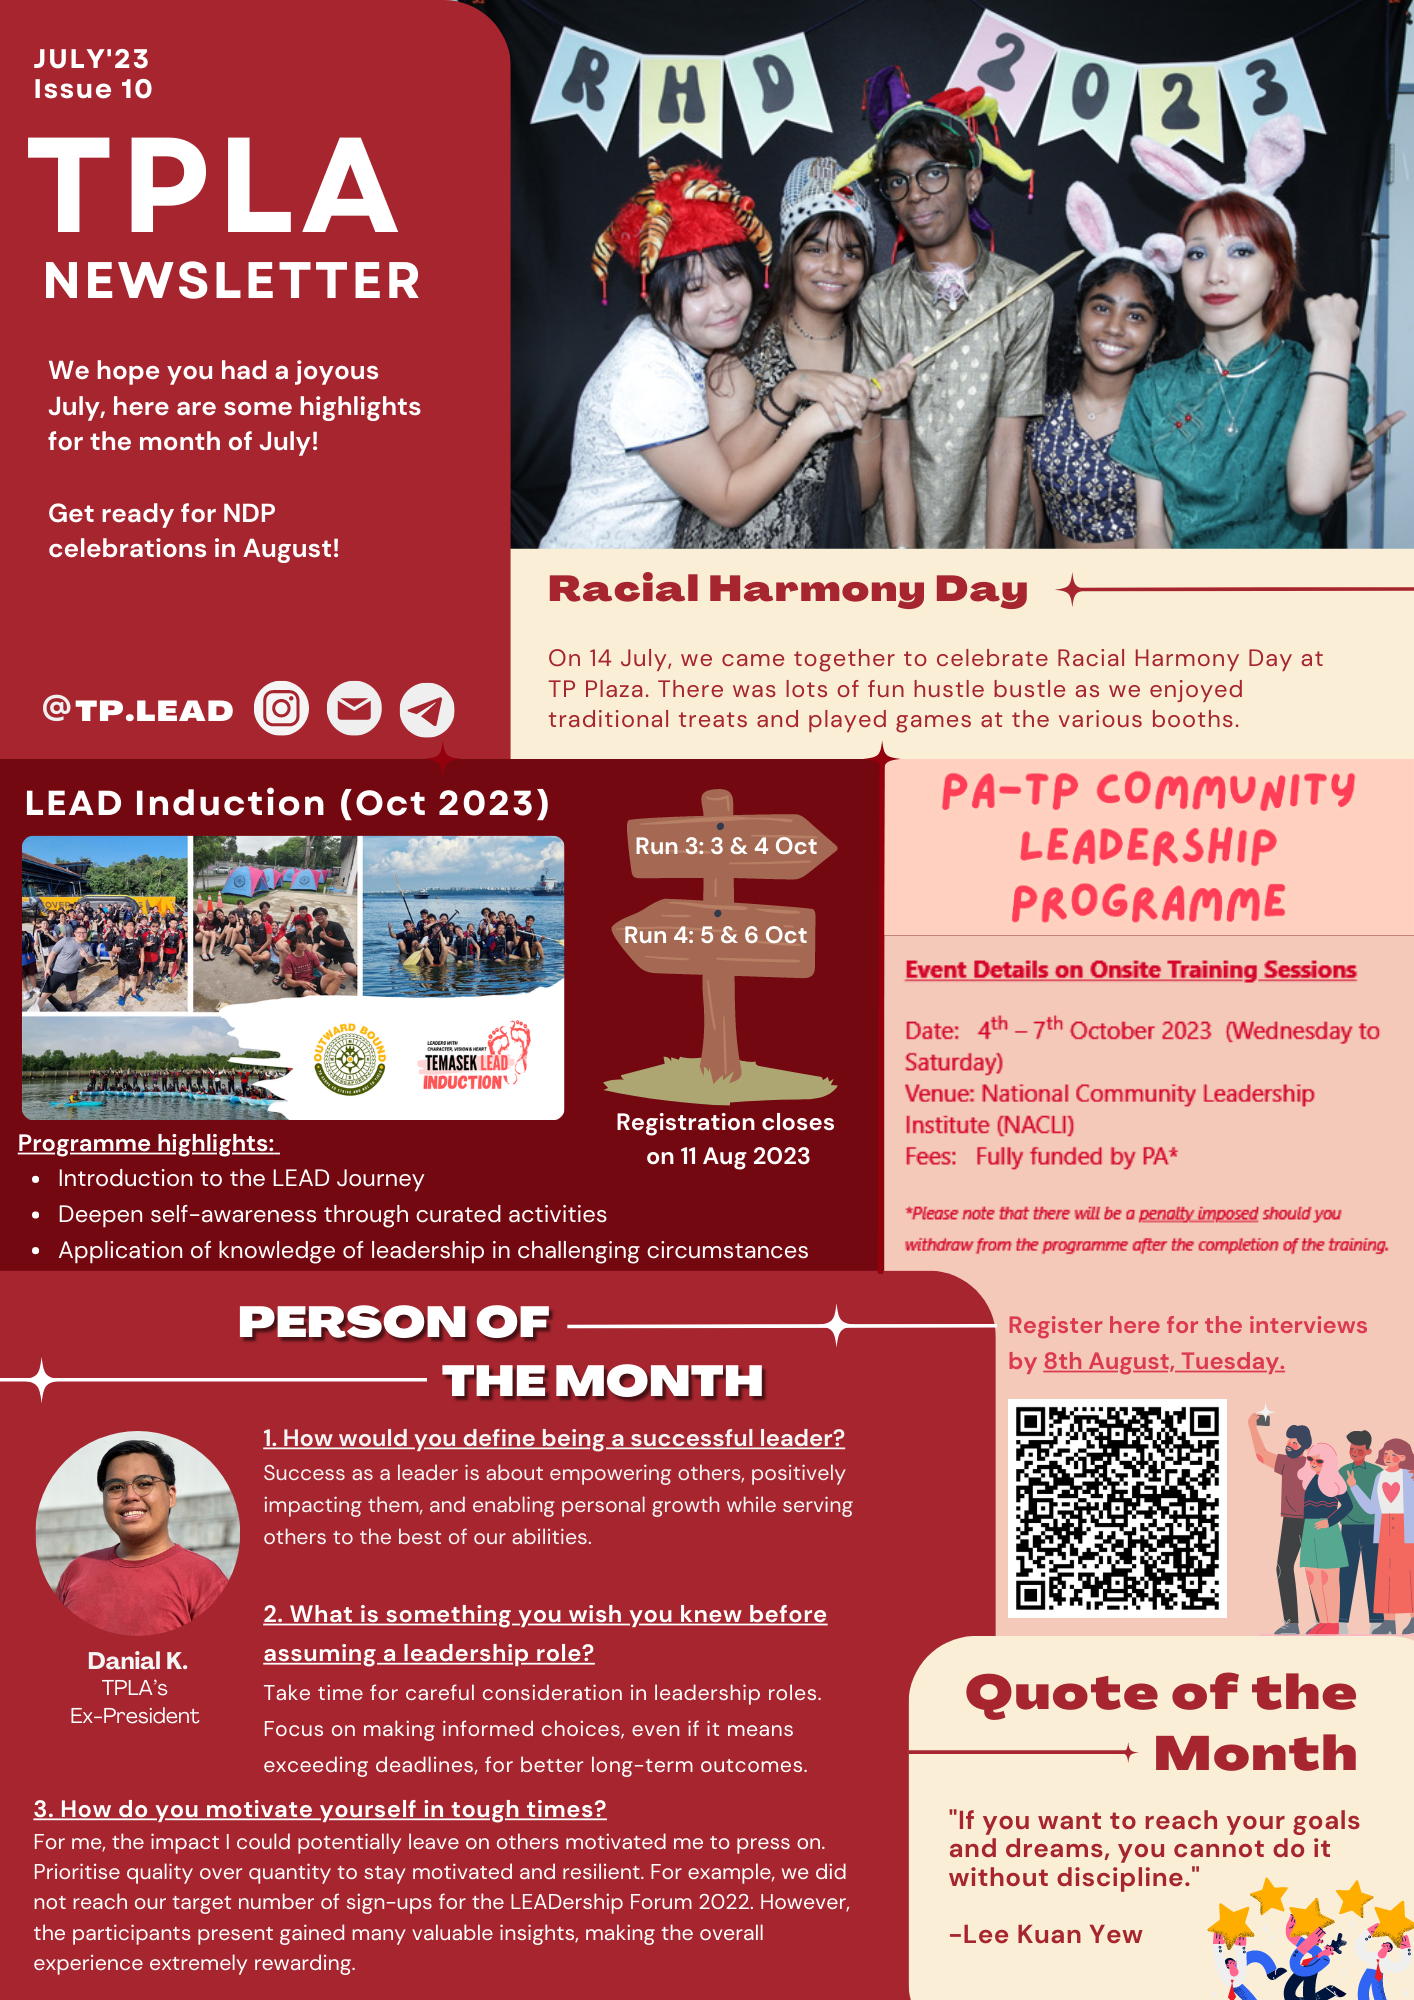 JULY'23
Issue 10
TPLA
NEWSLETTER
We hope you had a joyous
July, here are some highlights
for the month of July!
Get ready for NDP
celebrations in August!
@TP.LEAD
RHD 2023
Racial Harmony Day
On 14 July, we came together to celebrate Racial Harmony Day at
TP Plaza. There was lots of fun hustle bustle as we enjoyed
traditional treats and played games at the various booths.
LEAD Induction (Oct 2023)
OUTWARD BOUND
LEADERS WITH
CHARACTER, VISION & HEART
TEMASEK LEAD
INDUCTION
Run 3: 3 & 4 Oct
Run 4: 5 & 6 Oct
Registration closes
on 11 Aug 2023
Programme highlights:
• Introduction to the LEAD Journey
• Deepen self-awareness through curated activities
• Application of knowledge of leadership in challenging circumstances
PA-TP COMMUNITY
LEADERSHIP
PROGRAMME
Event Details on Onsite Training Sessions
Date: 4th – 7th October 2023 (Wednesday to
Saturday)
Venue: National Community Leadership
Institute (NACLI)
Fees: Fully funded by PA*
*Please note that there will be a penalty imposed should you
withdraw from the programme after the completion of the training.
Register here for the interviews
by 8th August, Tuesday.
PERSON OF
THE MONTH
Danial K.
TPLA's
Ex-President
1. How would you define being a successful leader?
Success as a leader is about empowering others, positively
impacting them, and enabling personal growth while serving
others to the best of our abilities.
2. What is something you wish you knew before
assuming a leadership role?
Take time for careful consideration in leadership roles.
Focus on making informed choices, even if it means
exceeding deadlines, for better long-term outcomes.
3. How do you motivate yourself in tough times?
For me, the impact I could potentially leave on others motivated me to press on.
Prioritise quality over quantity to stay motivated and resilient. For example, we did
not reach our target number of sign-ups for the LEADership Forum 2022. However,
the participants present gained many valuable insights, making the overall
experience extremely rewarding.
Quote of the
Month
"If you want to reach your goals
and dreams, you cannot do it
without discipline."
-Lee Kuan Yew